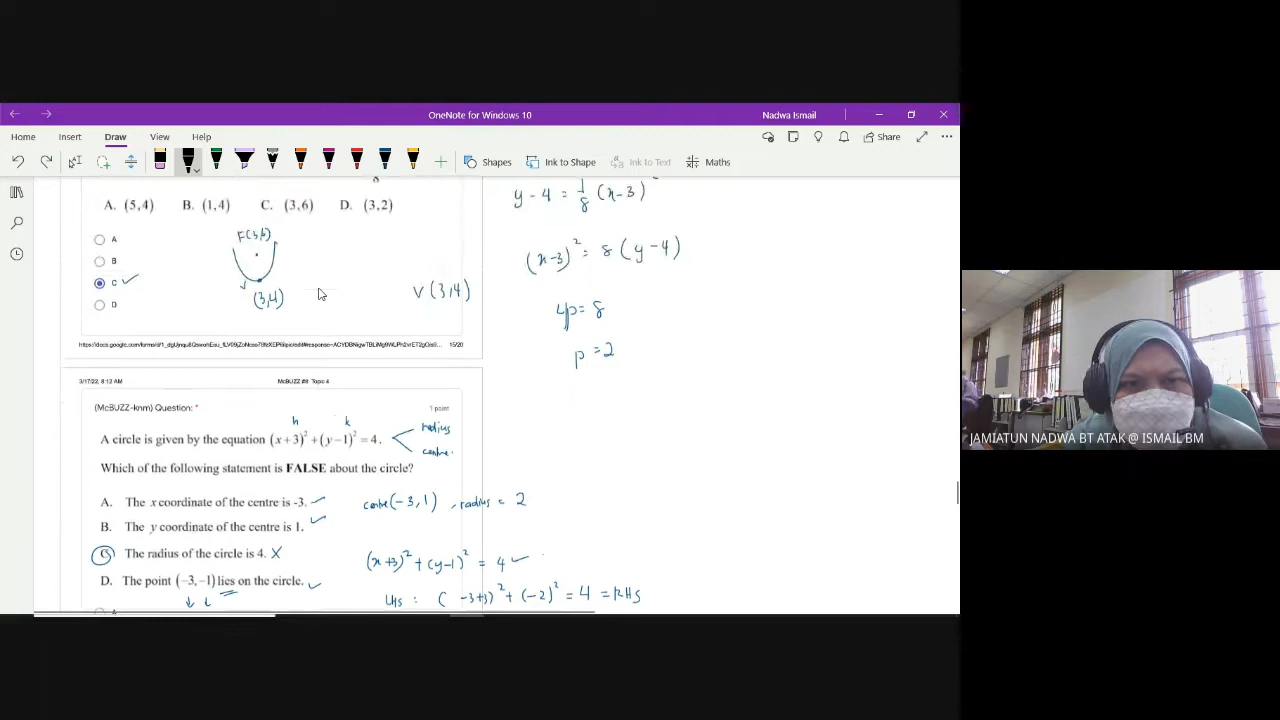 OneNote for Windows 10
Nadwa Ismail
Home Insert Draw View Help
Share
Shapes Ink to Shape Ink to Text Maths
8
A. (5,4) B. (1,4) C. (3,6) D. (3,2)
A
B
C
D
F(3,6)
(3,4)
V (3,4)
y - 4 = 1/8 (x-3)²
(x-3)² = 8 (y-4)
4p = 8
p = 2
15/20
3/17/22, 8:12 AM McBUZZ #8 Topic 4
(McBUZZ-knm) Question: *
1 point
h k
A circle is given by the equation (x+3)² + (y-1)² = 4.
radius
centre.
Which of the following statement is FALSE about the circle?
A. The x coordinate of the centre is -3.
B. The y coordinate of the centre is 1.
C. The radius of the circle is 4. X
D. The point (-3,-1) lies on the circle.
centre (-3, 1) , radius = 2
(x+3)² + (y-1)² = 4
LHS : ( -3+3)² + (-2)² = 4 = RHS
JAMIATUN NADWA BT ATAK @ ISMAIL BM